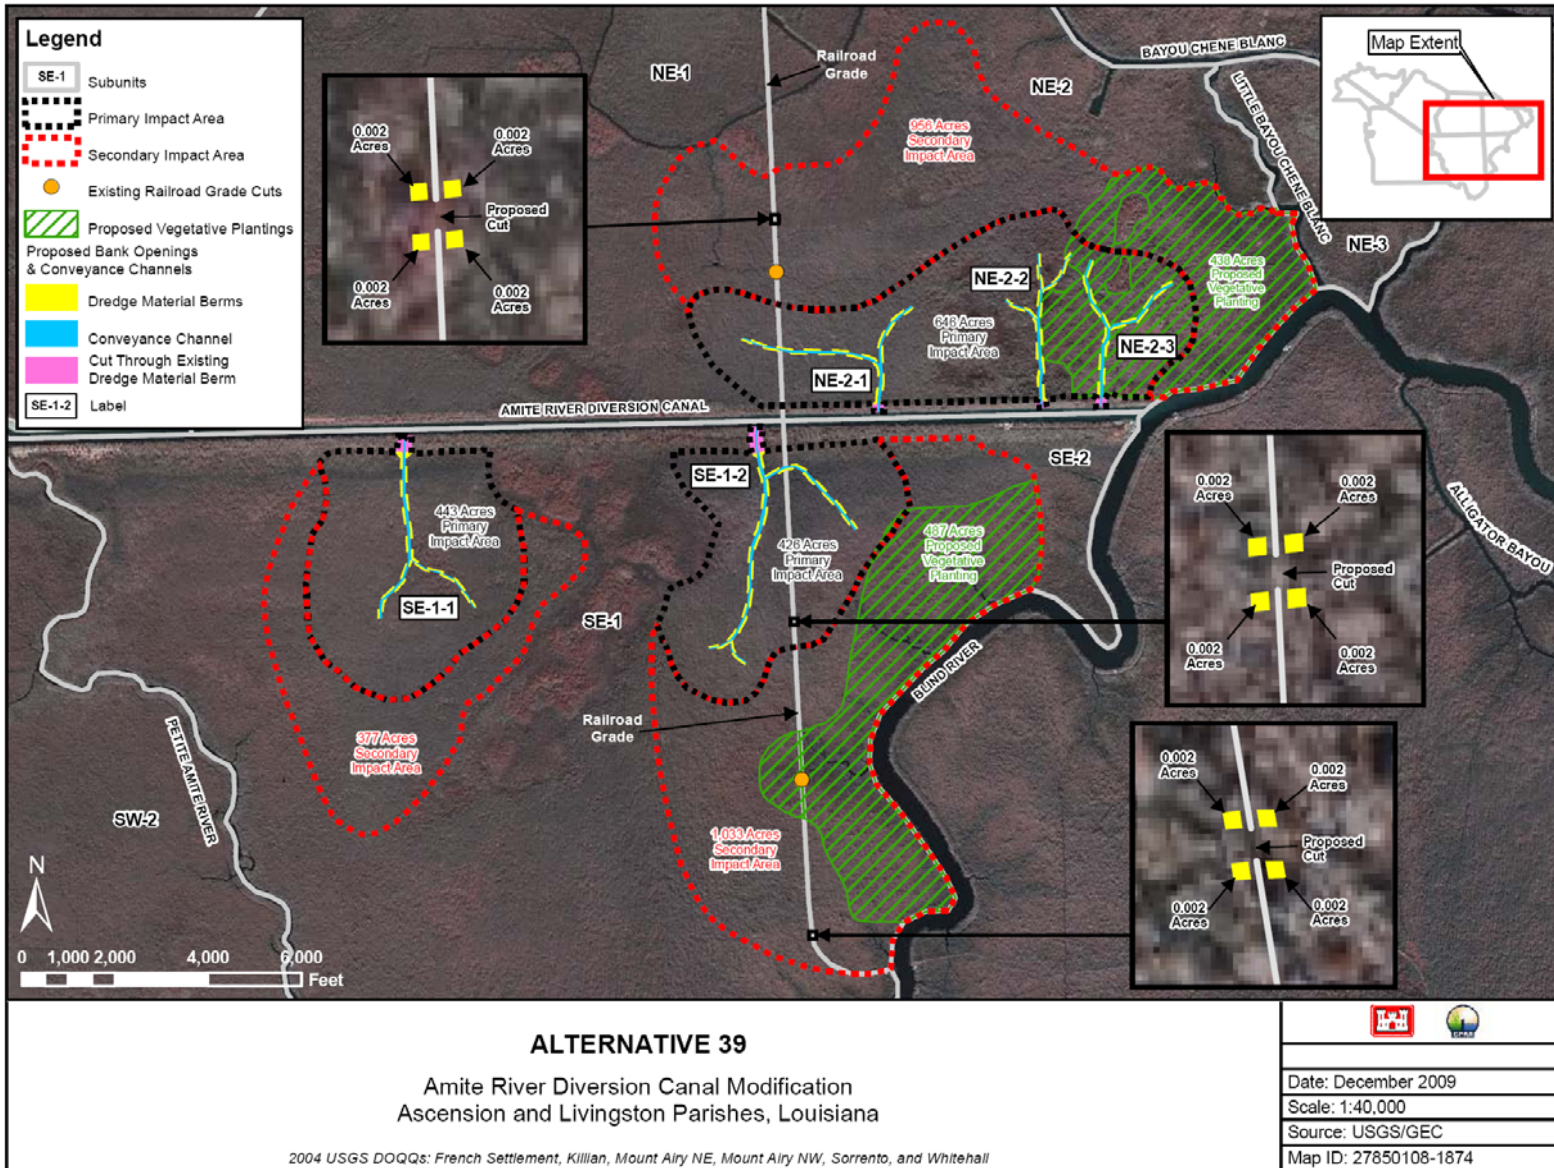 Legend
SE-1
Subunits
Primary Impact Area
Secondary Impact Area
Existing Railroad Grade Cuts
Proposed Vegetative Plantings
Proposed Bank Openings
& Conveyance Channels
Dredge Material Berms
Conveyance Channel
Cut Through Existing
Dredge Material Berm
SE-1-2
Label
0.002
Acres
0.002
Acres
Proposed
Cut
0.002
Acres
0.002
Acres
NE-1
Railroad
Grade
NE-2
BAYOU CHENE BLANC
LITTLE BAYOU CHENE BLANC
Map Extent
NE-3
956 Acres
Secondary
Impact Area
438 Acres
Proposed
Vegetative
Planting
NE-2-2
646 Acres
Primary
Impact Area
NE-2-3
NE-2-1
AMITE RIVER DIVERSION CANAL
SE-2
SE-1-2
443 Acres
Primary
Impact Area
426 Acres
Primary
Impact Area
487 Acres
Proposed
Vegetative
Planting
SE-1-1
SE-1
ALLIGATOR BAYOU
BLIND RIVER
0.002
Acres
0.002
Acres
Proposed
Cut
0.002
Acres
0.002
Acres
PETITE AMITE RIVER
377 Acres
Secondary
Impact Area
Railroad
Grade
SW-2
1,033 Acres
Secondary
Impact Area
0.002
Acres
0.002
Acres
Proposed
Cut
0.002
Acres
0.002
Acres
N
0 1,000 2,000 4,000 6,000
Feet
ALTERNATIVE 39
Amite River Diversion Canal Modification
Ascension and Livingston Parishes, Louisiana
2004 USGS DOQQs: French Settlement, Killian, Mount Airy NE, Mount Airy NW, Sorrento, and Whitehall
Date: December 2009
Scale: 1:40,000
Source: USGS/GEC
Map ID: 27850108-1874